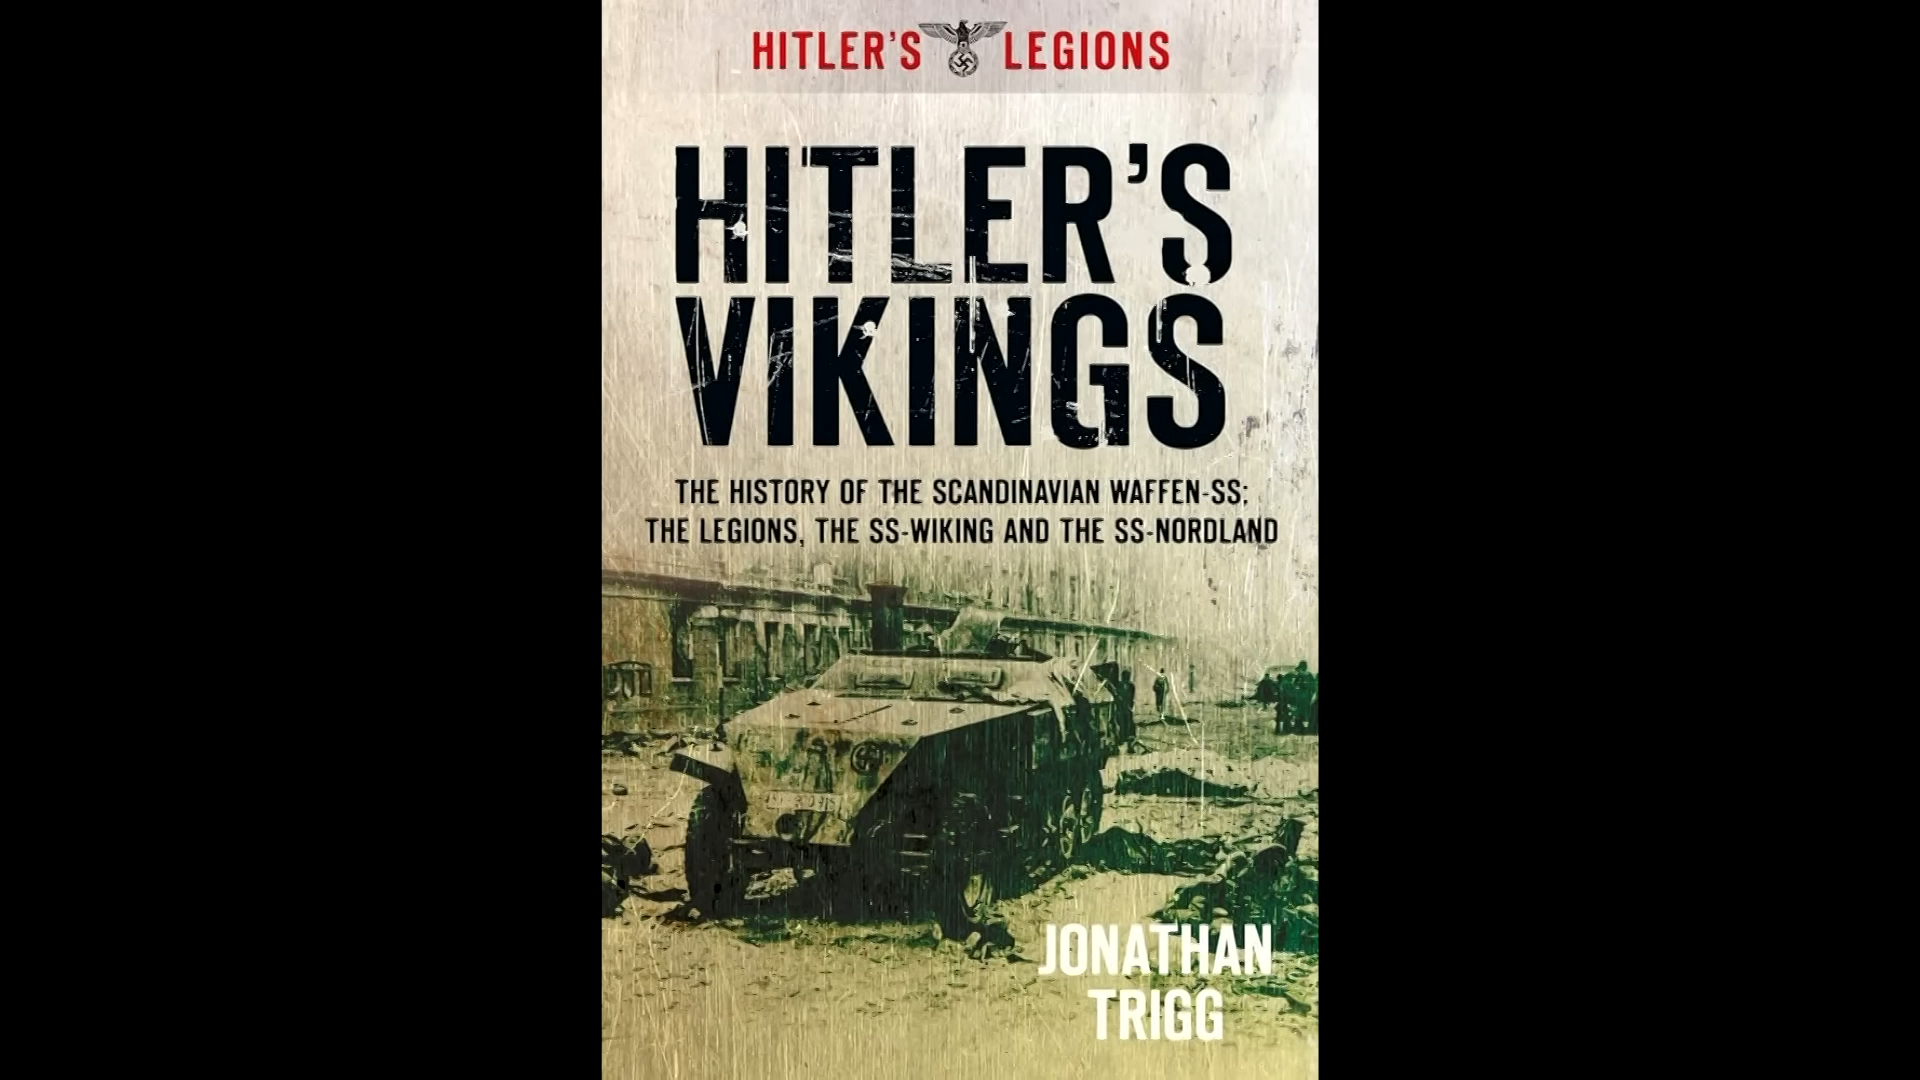 HITLER'S LEGIONS
HITLER'S
VIKINGS
THE HISTORY OF THE SCANDINAVIAN WAFFEN-SS:
THE LEGIONS, THE SS-WIKING AND THE SS-NORDLAND
JONATHAN
TRIGG